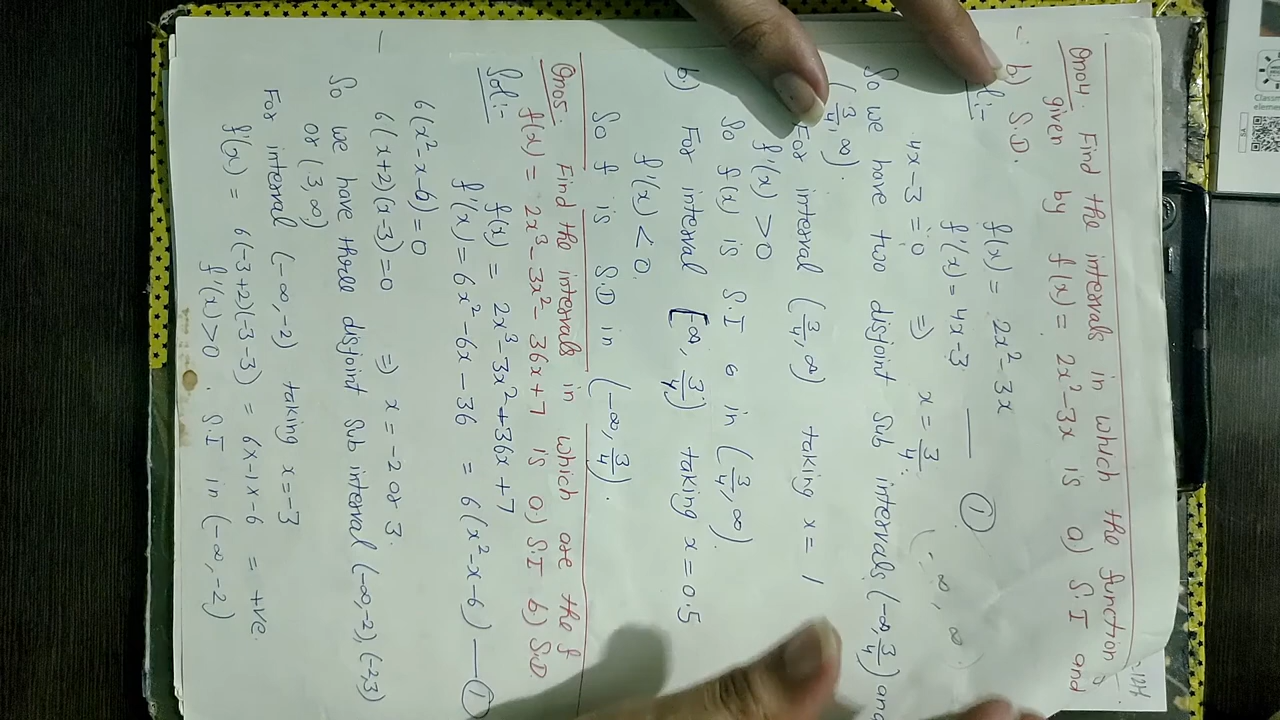 Qno4. Find the intervals in which the function
given by f(x) = 2x² - 3x is a) S.I and
b) S.D.
Sol:-
f(x) = 2x² - 3x
f'(x) = 4x - 3 — ①
4x - 3 = 0 ⇒ x = 3/4. (-∞, ∞)
So we have two disjoint sub intervals (-∞, 3/4) and
(3/4, ∞).
For interval (3/4, ∞) taking x = 1
f'(x) > 0
So f(x) is S.I in (3/4, ∞).
b) For interval (∞, 3/4) taking x = 0.5
f'(x) < 0.
So f is S.D in (-∞, 3/4).
Qno5. Find the intervals in which are the f
f(x) = 2x³ - 3x² - 36x + 7 is a.) S.I b.) S.D.
Sol:- f(x) = 2x³ - 3x² + 36x + 7
f'(x) = 6x² - 6x - 36 = 6(x² - x - 6) — ①
6(x² - x - 6) = 0
6(x+2)(x-3) = 0 ⇒ x = -2 or 3.
So we have three disjoint sub interval (-∞,-2), (-2,3)
or (3, ∞)
For interval (-∞, -2) taking x = -3
f'(x) = 6(-3+2)(-3-3) = 6x-1x-6 = +ve.
f'(x) > 0. S.I in (-∞, -2)